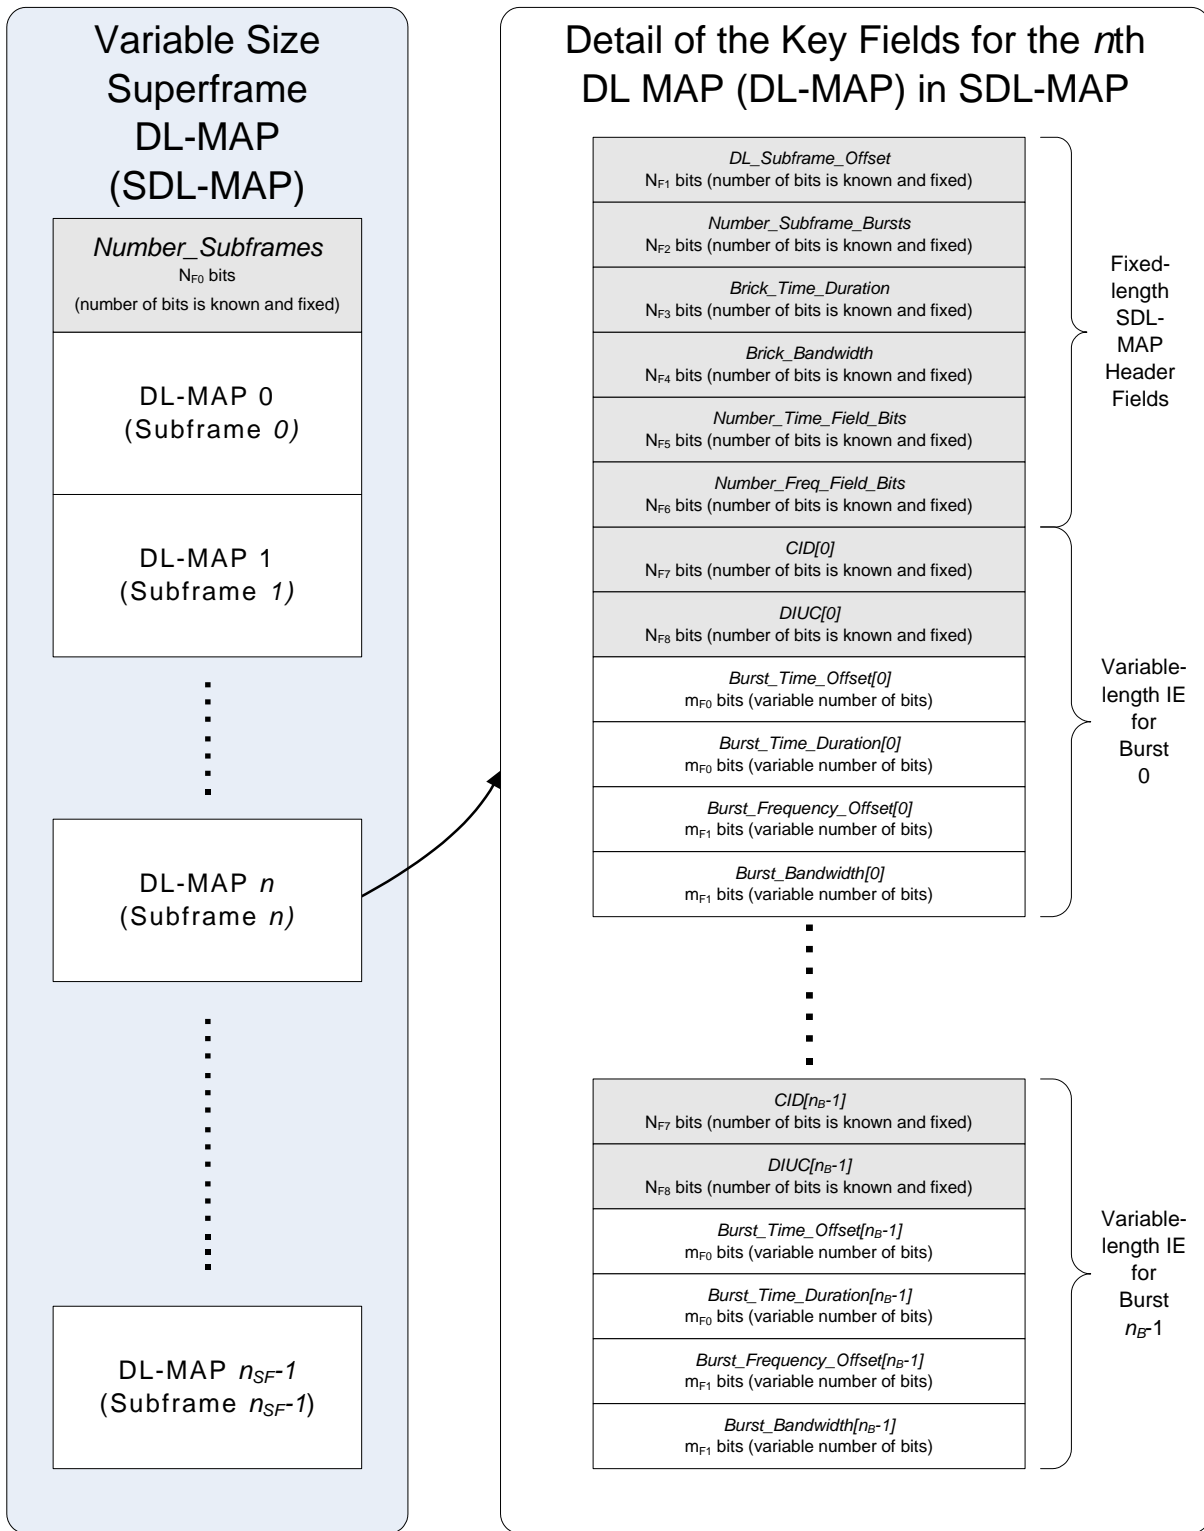 Variable Size
Superframe
DL-MAP
(SDL-MAP)
Number_Subframes
NF0 bits
(number of bits is known and fixed)
DL-MAP 0
(Subframe 0)
DL-MAP 1
(Subframe 1)
DL-MAP n
(Subframe n)
DL-MAP nSF-1
(Subframe nSF-1)
Detail of the Key Fields for the nth
DL MAP (DL-MAP) in SDL-MAP
DL_Subframe_Offset
NF1 bits (number of bits is known and fixed)
Number_Subframe_Bursts
NF2 bits (number of bits is known and fixed)
Brick_Time_Duration
NF3 bits (number of bits is known and fixed)
Brick_Bandwidth
NF4 bits (number of bits is known and fixed)
Number_Time_Field_Bits
NF5 bits (number of bits is known and fixed)
Number_Freq_Field_Bits
NF6 bits (number of bits is known and fixed)
Fixed-
length
SDL-
MAP
Header
Fields
CID[0]
NF7 bits (number of bits is known and fixed)
DIUC[0]
NF8 bits (number of bits is known and fixed)
Burst_Time_Offset[0]
mF0 bits (variable number of bits)
Burst_Time_Duration[0]
mF0 bits (variable number of bits)
Burst_Frequency_Offset[0]
mF1 bits (variable number of bits)
Burst_Bandwidth[0]
mF1 bits (variable number of bits)
Variable-
length IE
for
Burst
0
CID[nB-1]
NF7 bits (number of bits is known and fixed)
DIUC[nB-1]
NF8 bits (number of bits is known and fixed)
Burst_Time_Offset[nB-1]
mF0 bits (variable number of bits)
Burst_Time_Duration[nB-1]
mF0 bits (variable number of bits)
Burst_Frequency_Offset[nB-1]
mF1 bits (variable number of bits)
Burst_Bandwidth[nB-1]
mF1 bits (variable number of bits)
Variable-
length IE
for
Burst
nB-1